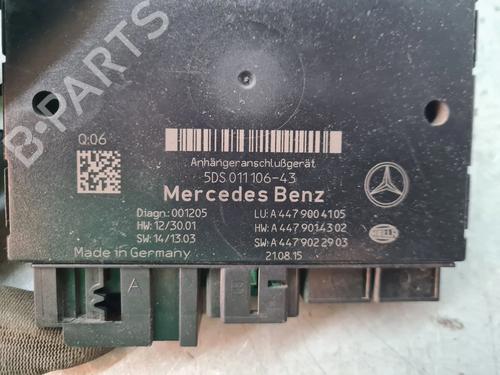 B-PARTS
Q:06
Anhängeranschlußgerät
5DS 011 106-43
Mercedes Benz
Diagn.: 001205
HW: 12/30.01
SW: 14/13.03
LU: A 447 900 41 05
HW: A 447 901 43 02
SW: A 447 902 29 03
Made in Germany
21.08.15
HELLA
A
B